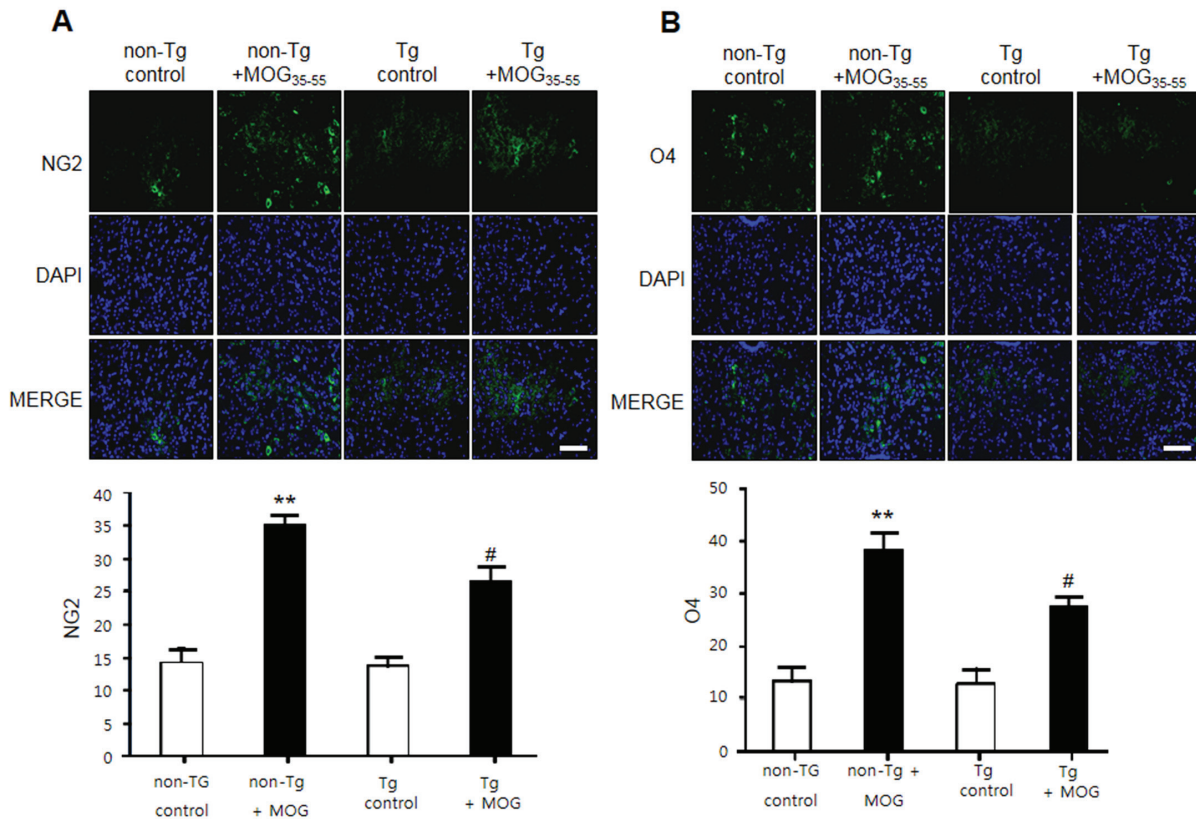 A
non-Tg control
non-Tg +MOG35-55
Tg control
Tg +MOG35-55
NG2
DAPI
MERGE
40
35
30
25
20
15
10
5
0
NG2
**
#
non-TG control
non-Tg + MOG
Tg control
Tg + MOG
B
non-Tg control
non-Tg +MOG35-55
Tg control
Tg +MOG35-55
O4
DAPI
MERGE
50
40
30
20
10
0
O4
**
#
non-TG control
non-Tg + MOG
Tg control
Tg + MOG